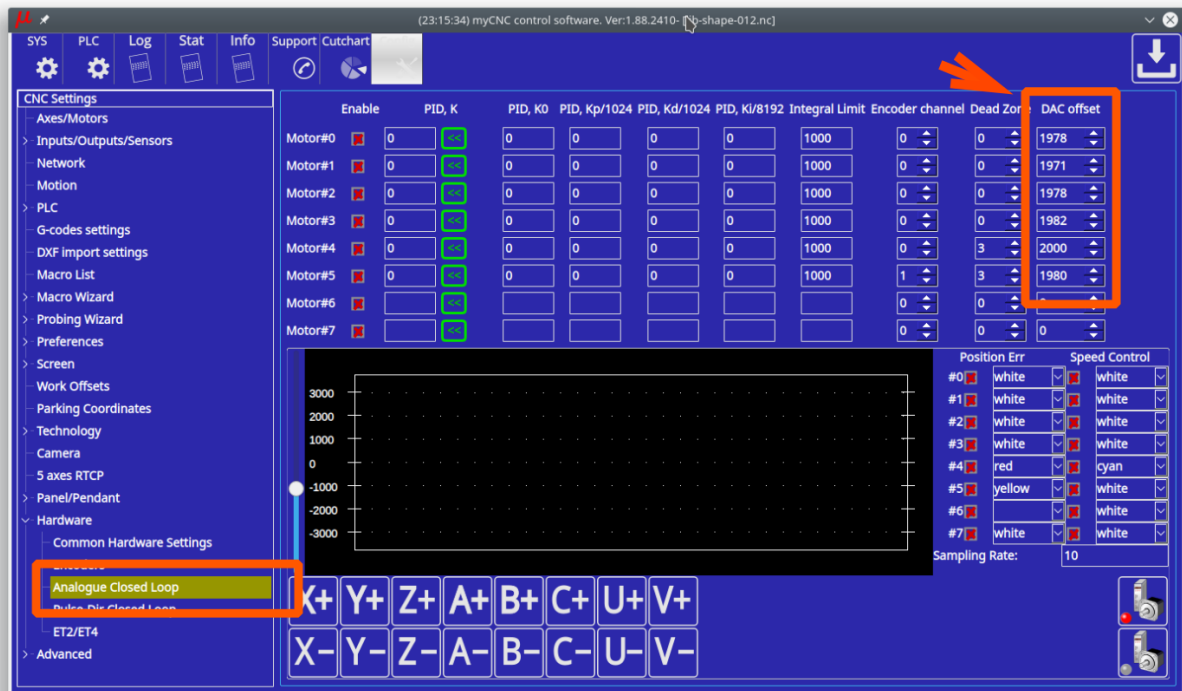 (23:15:34) myCNC control software. Ver:1.88.2410- [
b-shape-012.nc]
SYS PLC Log Stat Info Support Cutchart
CNC Settings
Axes/Motors
Inputs/Outputs/Sensors
Network
Motion
PLC
G-codes settings
DXF import settings
Macro List
Macro Wizard
Probing Wizard
Preferences
Screen
Work Offsets
Parking Coordinates
Technology
Camera
5 axes RTCP
Panel/Pendant
Hardware
Common Hardware Settings
Encoders
Analogue Closed Loop
Pulse-Dir Closed Loop
ET2/ET4
Advanced
Enable PID, K PID, K0 PID, Kp/1024 PID, Kd/1024 PID, Ki/8192 Integral Limit Encoder channel Dead Zone DAC offset
Motor#0 0 << 0 0 0 0 1000 0 0 1978
Motor#1 0 << 0 0 0 0 1000 0 0 1971
Motor#2 0 << 0 0 0 0 1000 0 0 1978
Motor#3 0 << 0 0 0 0 1000 0 0 1982
Motor#4 0 << 0 0 0 0 1000 0 3 2000
Motor#5 0 << 0 0 0 0 1000 1 3 1980
Motor#6 << 0 0
Motor#7 << 0 0 0
3000
2000
1000
0
-1000
-2000
-3000
Position Err Speed Control
#0 white white
#1 white white
#2 white white
#3 white white
#4 red cyan
#5 yellow white
#6 white
#7 white white
Sampling Rate: 10
X+ Y+ Z+ A+ B+ C+ U+ V+
X- Y- Z- A- B- C- U- V-